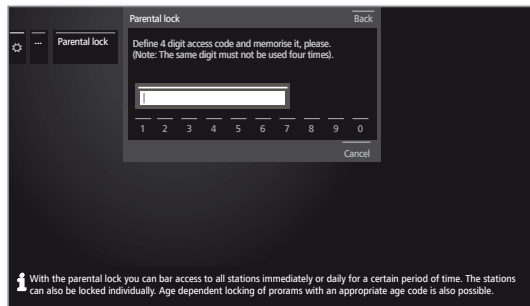 Parental lock
Back
...
Parental lock
Define 4 digit access code and memorise it, please.
(Note: The same digit must not be used four times).
1 2 3 4 5 6 7 8 9 0
Cancel
With the parental lock you can bar access to all stations immediately or daily for a certain period of time. The stations
can also be locked individually. Age dependent locking of prorams with an appropriate age code is also possible.